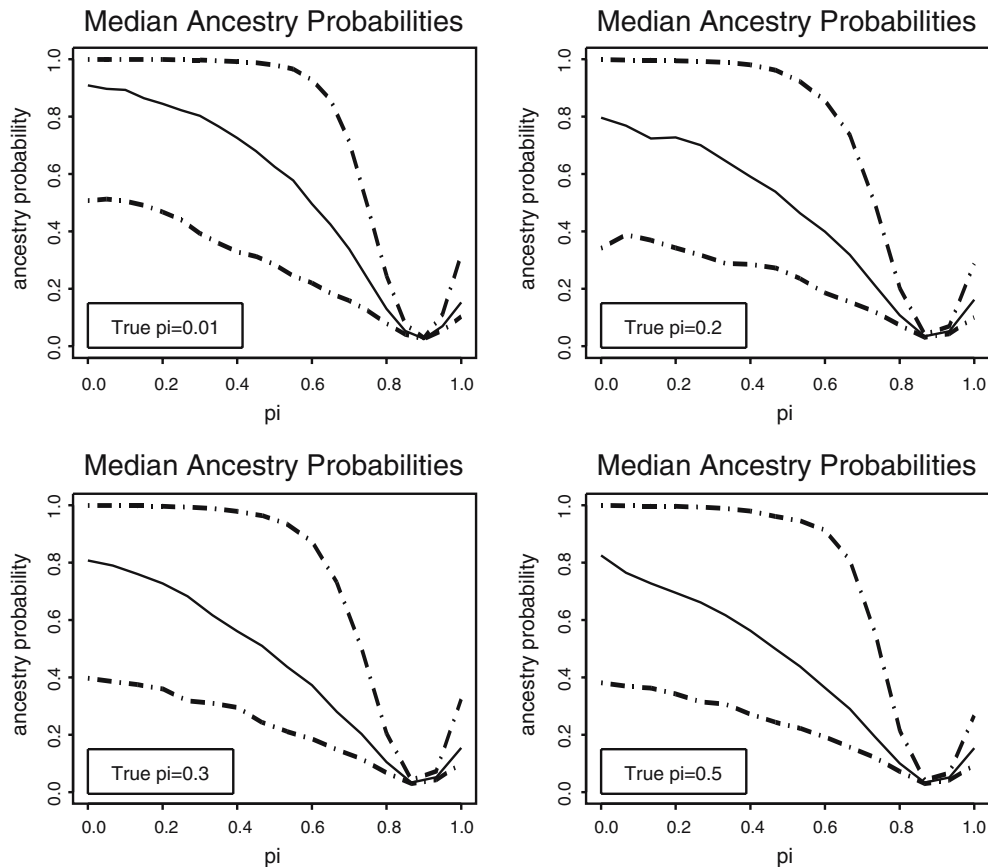 Median Ancestry Probabilities
ancestry probability
1.0
0.8
0.6
0.4
0.2
0.0
True pi=0.01
0.0 0.2 0.4 0.6 0.8 1.0
pi
Median Ancestry Probabilities
ancestry probability
1.0
0.8
0.6
0.4
0.2
0.0
True pi=0.2
0.0 0.2 0.4 0.6 0.8 1.0
pi
Median Ancestry Probabilities
ancestry probability
1.0
0.8
0.6
0.4
0.2
0.0
True pi=0.3
0.0 0.2 0.4 0.6 0.8 1.0
pi
Median Ancestry Probabilities
ancestry probability
1.0
0.8
0.6
0.4
0.2
0.0
True pi=0.5
0.0 0.2 0.4 0.6 0.8 1.0
pi